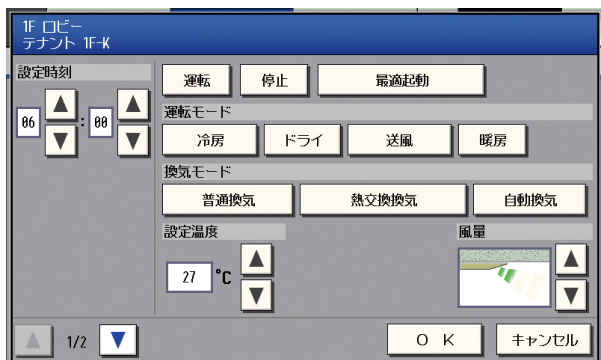 1F ロビー
テナント 1F-K
設定時刻
06 : 00
運転 停止 最適起動
運転モード
冷房 ドライ 送風 暖房
換気モード
普通換気 熱交換換気 自動換気
設定温度 風量
27 °C
1/2 OK キャンセル